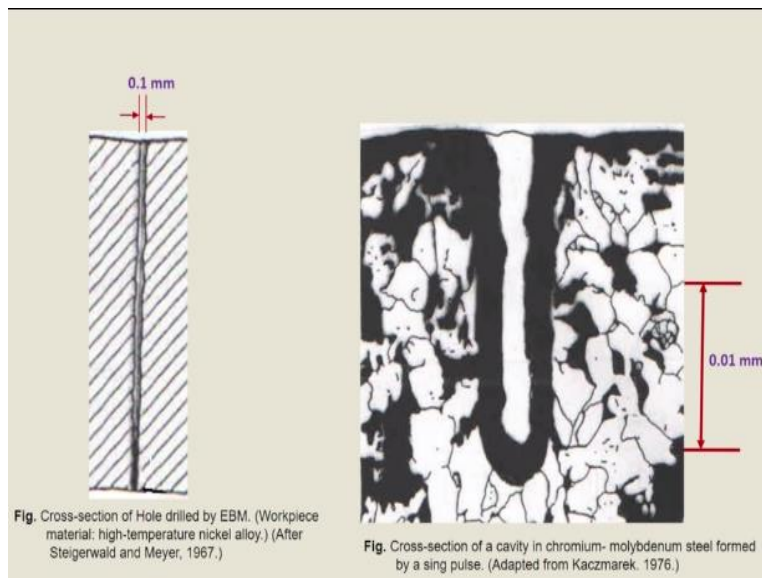 0.1 mm
0.01 mm
Fig. Cross-section of Hole drilled by EBM. (Workpiece
material: high-temperature nickel alloy.) (After
Steigerwald and Meyer, 1967.)
Fig. Cross-section of a cavity in chromium- molybdenum steel formed
by a sing pulse. (Adapted from Kaczmarek. 1976.)